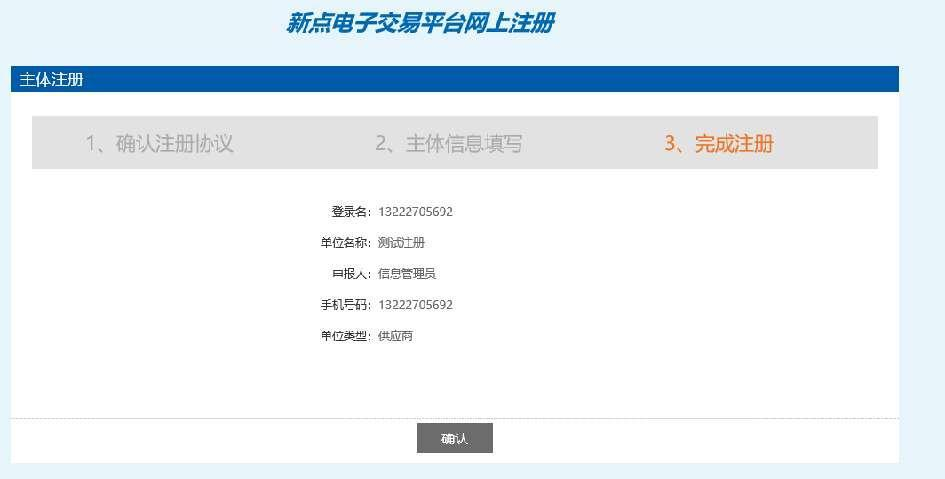 新点电子交易平台网上注册
主体注册
1、确认注册协议 2、主体信息填写 3、完成注册
登录名：13222705692
单位名称：测试注册
申报人：信息管理员
手机号码：13222705692
单位类型：供应商
确认